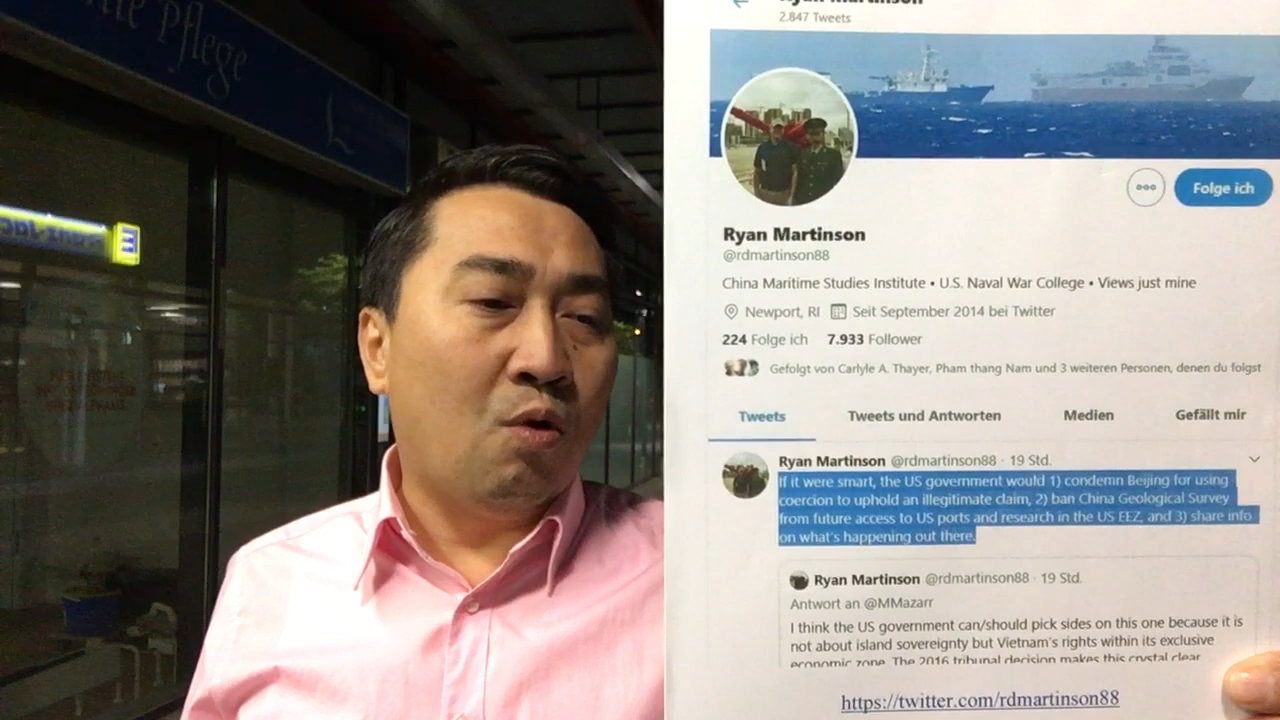 Pflege
Ryan Martinson
2.847 Tweets
Folge ich
Ryan Martinson
@rdmartinson88
China Maritime Studies Institute • U.S. Naval War College • Views just mine
Newport, RI Seit September 2014 bei Twitter
224 Folge ich 7.933 Follower
Gefolgt von Carlyle A. Thayer, Pham thang Nam und 3 weiteren Personen, denen du folgst
Tweets Tweets und Antworten Medien Gefällt mir
Ryan Martinson @rdmartinson88 · 19 Std.
If it were smart, the US government would 1) condemn Beijing for using
coercion to uphold an illegitimate claim, 2) ban China Geological Survey
from future access to US ports and research in the US EEZ, and 3) share info
on what's happening out there.
Ryan Martinson @rdmartinson88 · 19 Std.
Antwort an @MMazarr
I think the US government can/should pick sides on this one because it is
not about island sovereignty but Vietnam's rights within its exclusive
economic zone. The 2016 tribunal decision makes this crystal clear
https://twitter.com/rdmartinson88